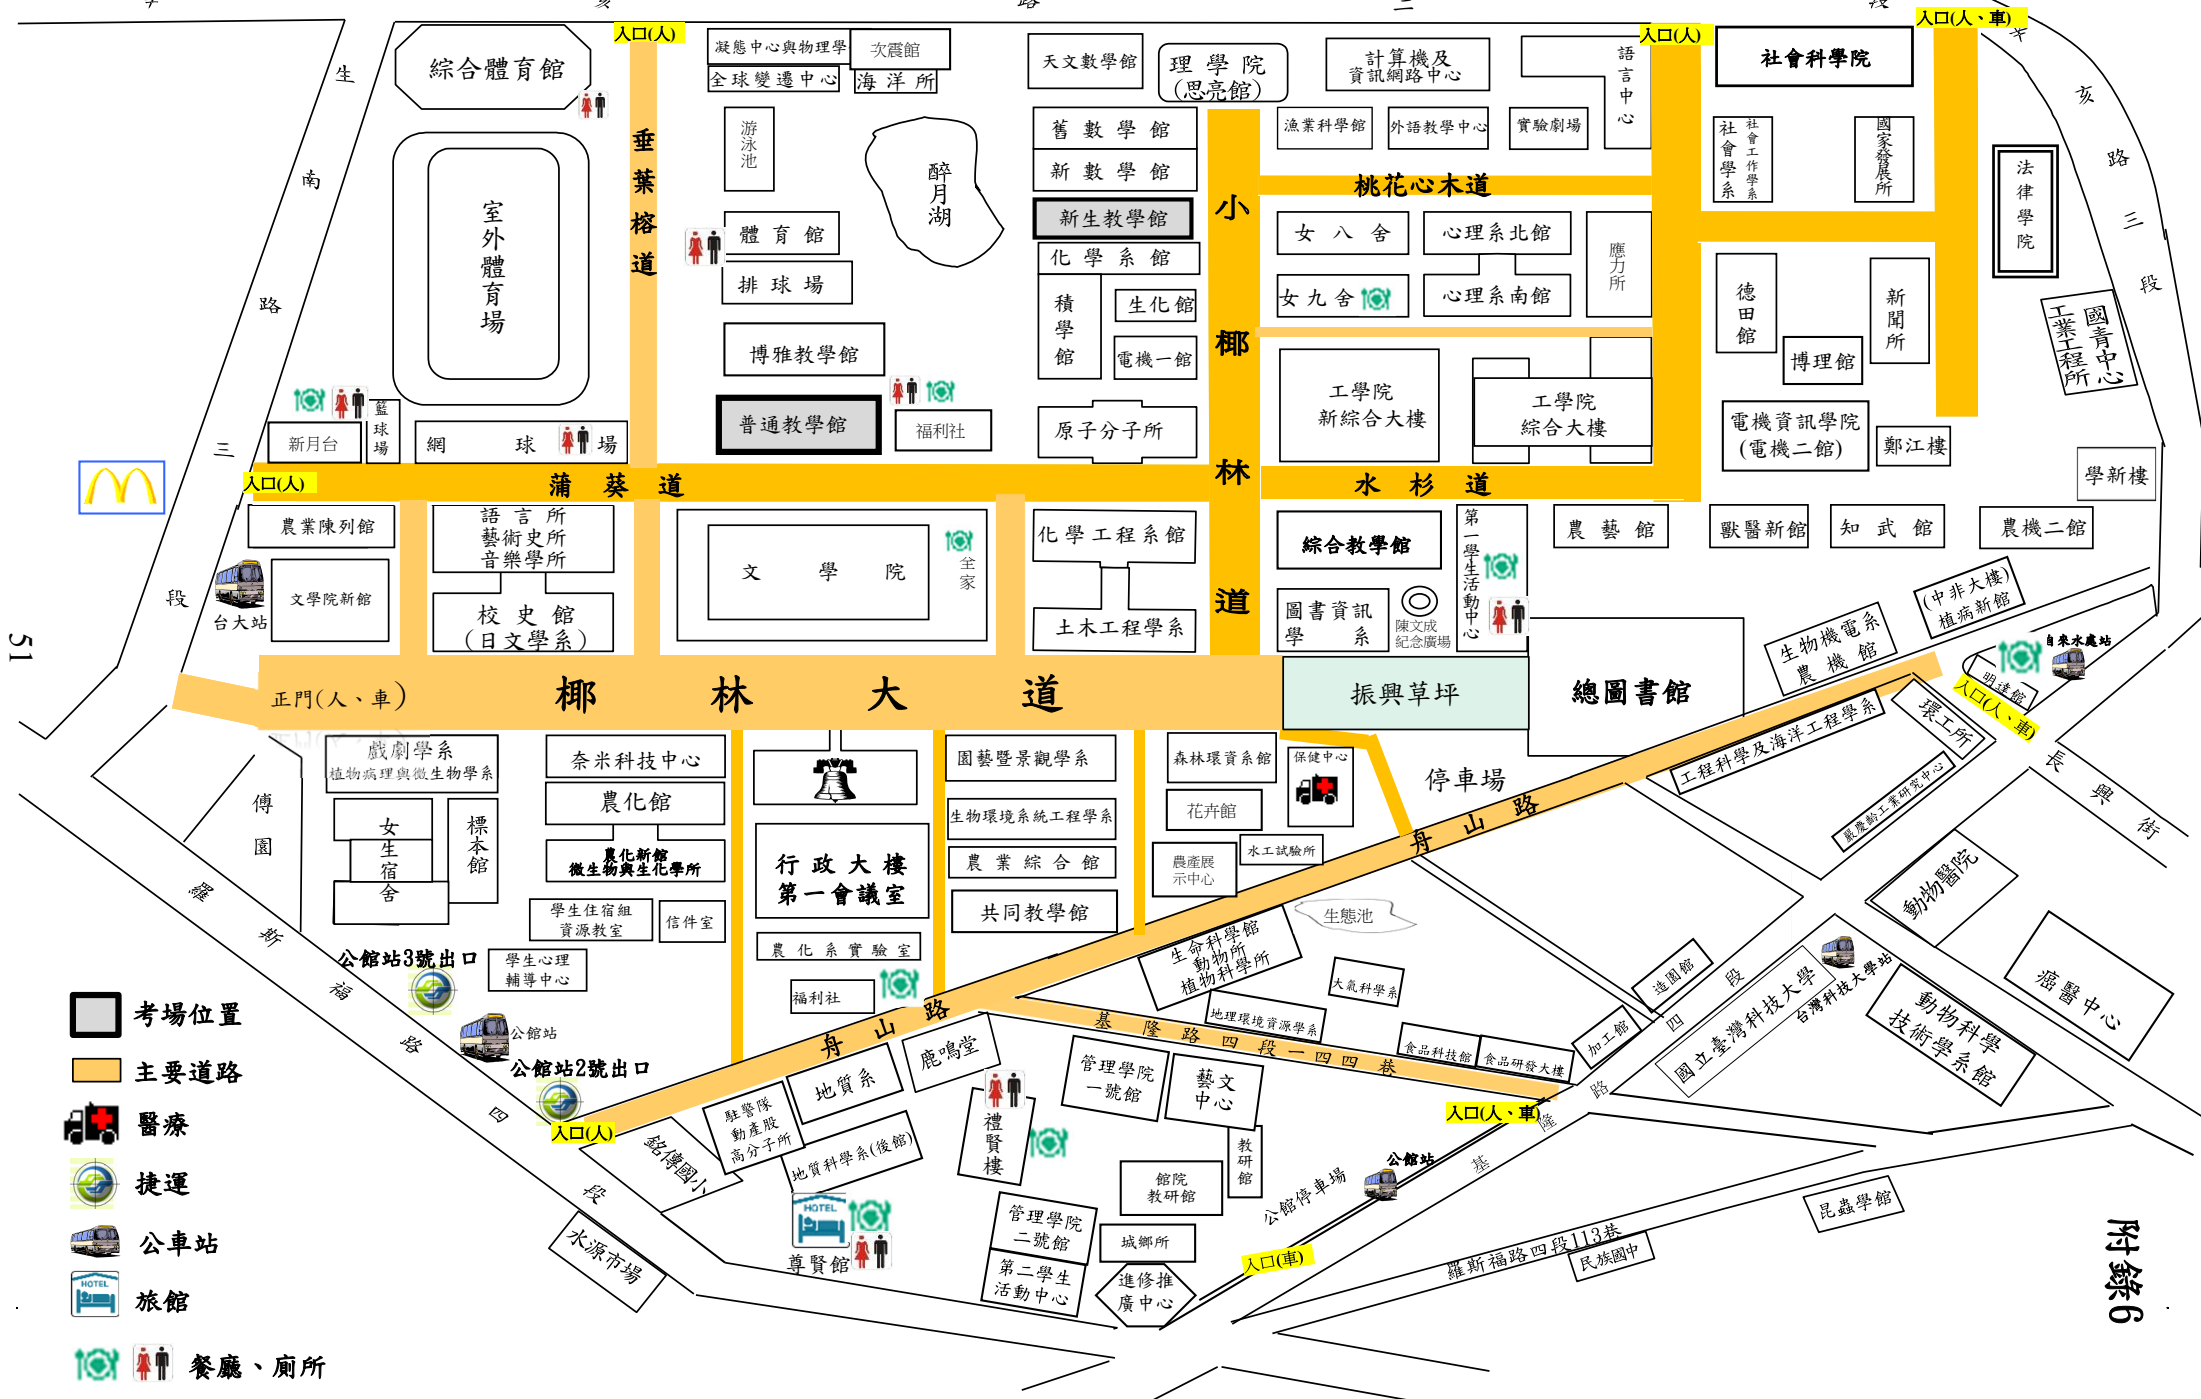 辛 亥 路 三 段
入口(人)
入口(人)
入口(人、車)
生 南 路 三 段
辛 亥 路 三 段
綜合體育館
凝態中心與物理學
次震館
全球變遷中心
海洋所
天文數學館
理學院
(思亮館)
計算機及
資訊網路中心
語言中心
社會科學院
垂葉榕道
游泳池
醉月湖
舊數學館
新數學館
新生教學館
化學系館
漁業科學館
外語教學中心
實驗劇場
社會學系
社會工作學系
國家發展所
法律學院
桃花心木道
小椰林道
室外體育場
體育館
排球場
女八舍
心理系北館
應力所
女九舍
心理系南館
積學館
生化館
電機一館
德田館
新聞所
博理館
國青中心
工業工程所
博雅教學館
普通教學館
福利社
原子分子所
工學院
新綜合大樓
工學院
綜合大樓
電機資訊學院
(電機二館)
鄭江樓
學新樓
新月台
籃球場
網球場
入口(人)
蒲葵道
水杉道
農業陳列館
語言所
藝術史所
音樂學所
文學院
全家
化學工程系館
綜合教學館
第一學生活動中心
農藝館
獸醫新館
知武館
農機二館
台大站
文學院新館
校史館
(日文學系)
土木工程學系
圖書資訊
學系
陳文成
紀念廣場
生物機電系
農機館
(中非大樓)
植病新館
自來水處站
明達館
入口(人、車)
正門(人、車)
椰林大道
振興草坪
總圖書館
環工所
工程科學及海洋工程學系
嚴慶齡工業研究中心
長興街
戲劇學系
植物病理與微生物學系
奈米科技中心
園藝暨景觀學系
森林環資系館
保健中心
停車場
傅園
女生宿舍
標本館
農化館
農化新館
微生物與生化學所
行政大樓
第一會議室
生物環境系統工程學系
農業綜合館
共同教學館
花卉館
水工試驗所
農產展
示中心
舟山路
動物醫院
學生住宿組
資源教室
信件室
農化系實驗室
學生心理
輔導中心
福利社
生命科學館
動物所
植物科學所
生態池
大氣科學系
地理環境資源學系
造園館
加工館
國立臺灣科技大學
台灣科技大學站
癌醫中心
動物科學
技術學系館
羅斯福路四段
公館站3號出口
公館站
公館站2號出口
入口(人)
舟山路
基隆路四段一四四巷
食品科技館
食品研發大樓
入口(人、車)
基隆路四段
鹿鳴堂
地質系
駐警隊
動產股
高分子所
地質科學系(後館)
銘傳國小
禮賢樓
管理學院
一號館
藝文
中心
教研館
館院
教研館
公館停車場
公館站
入口(車)
尊賢館
HOTEL
管理學院
二號館
城鄉所
第二學生
活動中心
進修推
廣中心
水源市場
羅斯福路四段113巷
民族國中
昆蟲學館
考場位置
主要道路
醫療
捷運
公車站
HOTEL
旅館
餐廳、廁所
51
附錄6